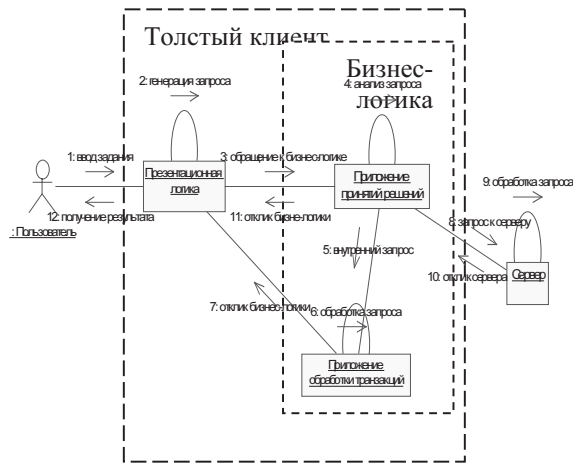 Толстый клиент
Бизнес-
логика
2: генерация запроса
4: анализ запроса
1: ввод задания
3: обращение к бизнес-логике
Презентационная
логика
Приложение
принятий решений
9: обработка запроса
12: получение результата
11: отклик бизне-логики
8: запрос к серверу
: Пользователь
5: внутренний запрос
10: отклик сервера
Сервер
7: отклик бизнес-логики
6: обработка запроса
Приложение
обработки транзакций